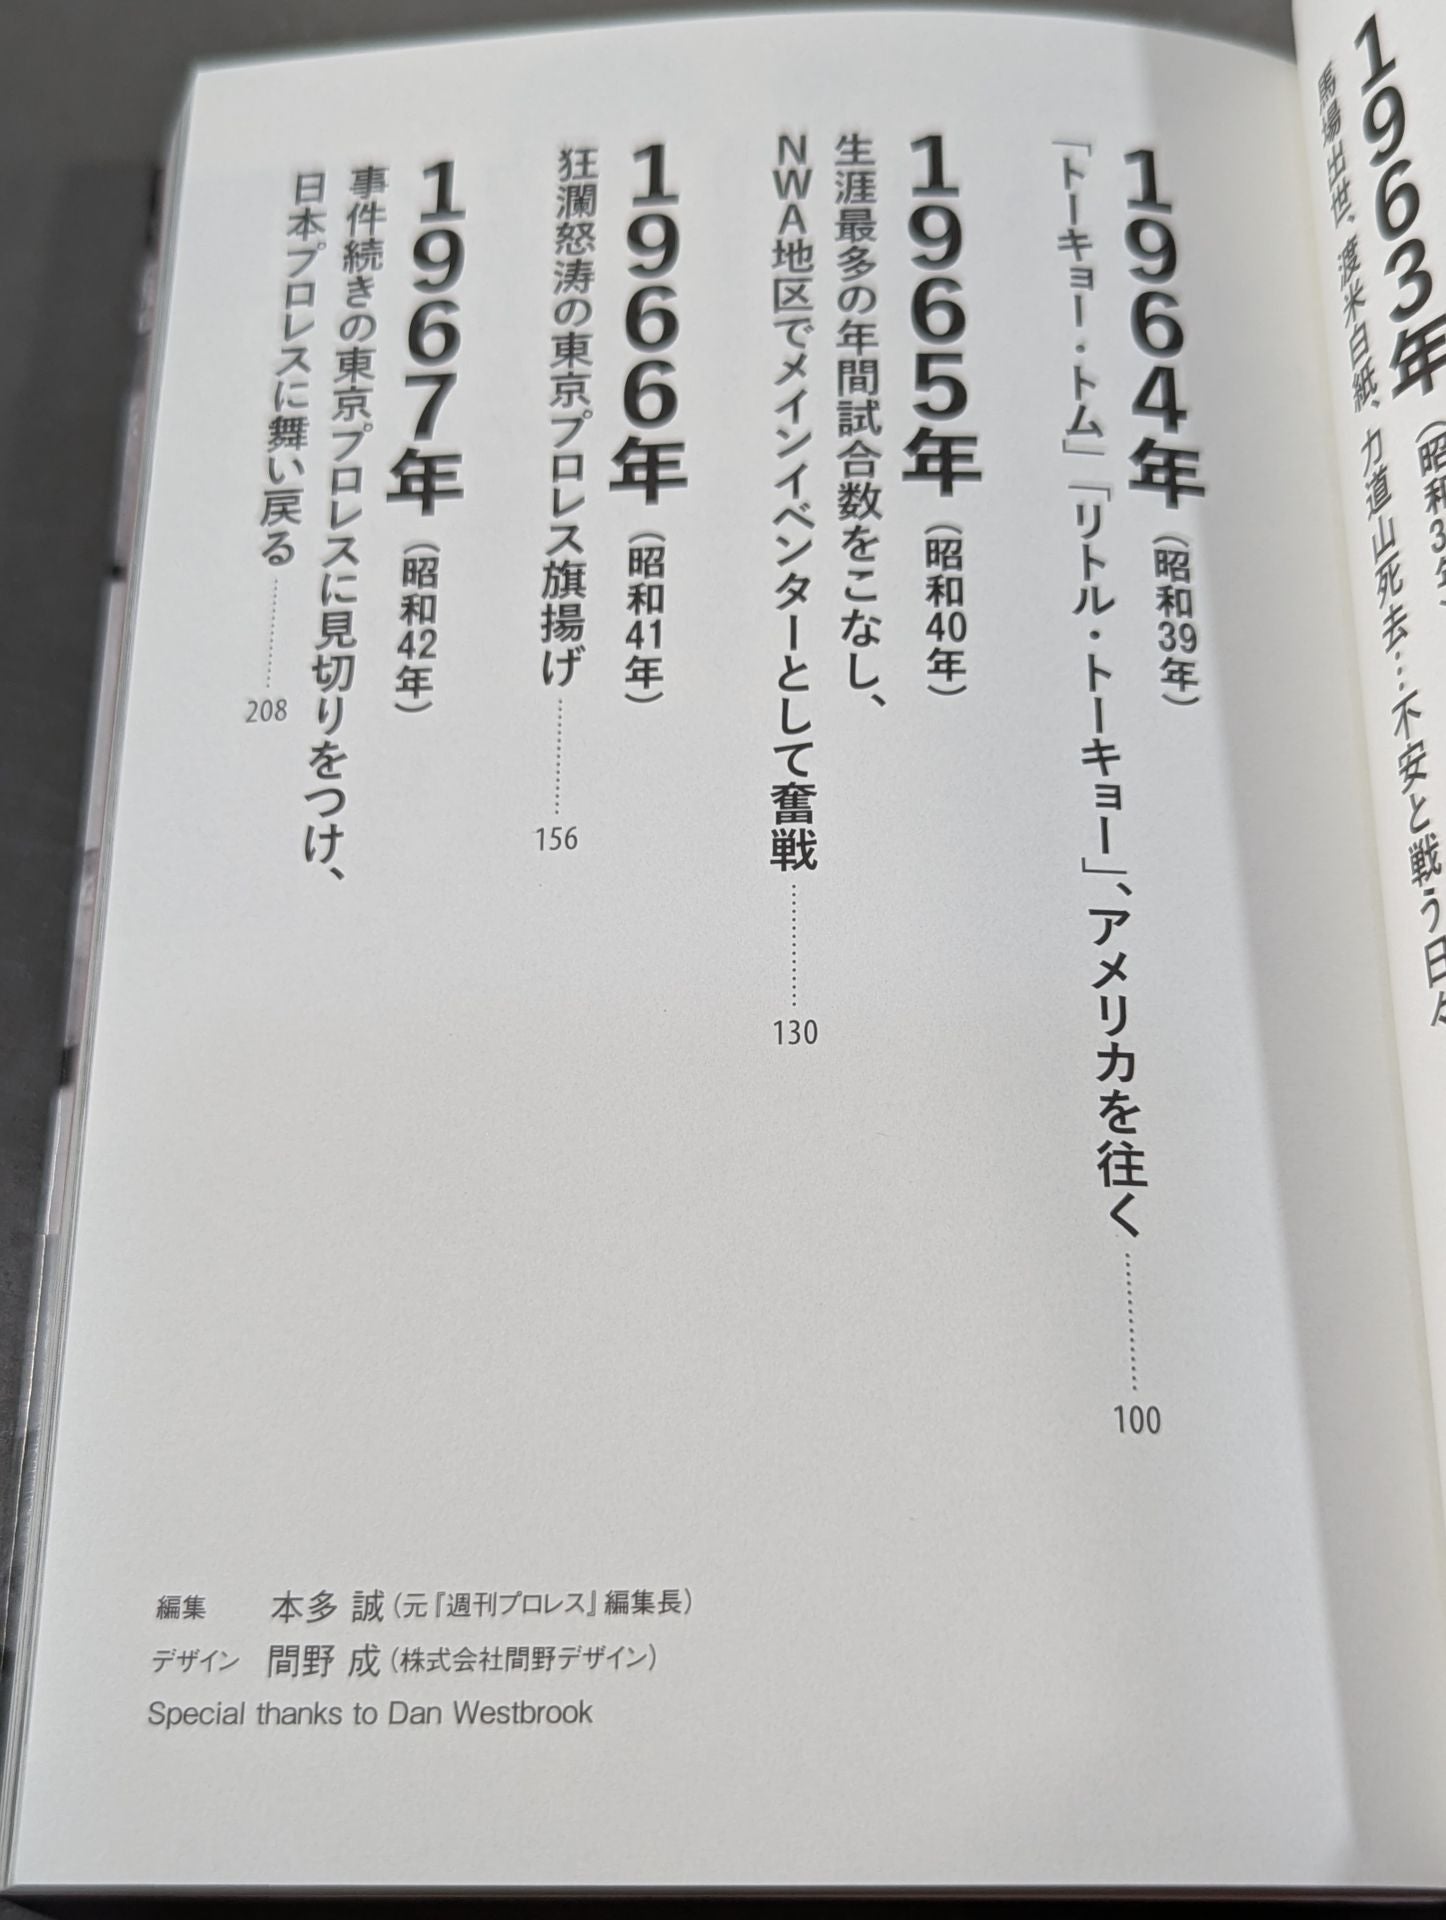 1963年（昭和3
馬場出世、渡米白紙、力道山死去…不安と戦う日々
1964年（昭和39年）
「トーキョー・トム」「リトル・トーキョー」、アメリカを往く…………100
1965年（昭和40年）
生涯最多の年間試合数をこなし、
NWA地区でメインイベンターとして奮戦…………130
1966年（昭和41年）
狂瀾怒涛の東京プロレス旗揚げ…………156
1967年（昭和42年）
事件続きの東京プロレスに見切りをつけ、
日本プロレスに舞い戻る…………208
編集　本多 誠（元『週刊プロレス』編集長）
デザイン　間野 成（株式会社間野デザイン）
Special thanks to Dan Westbrook